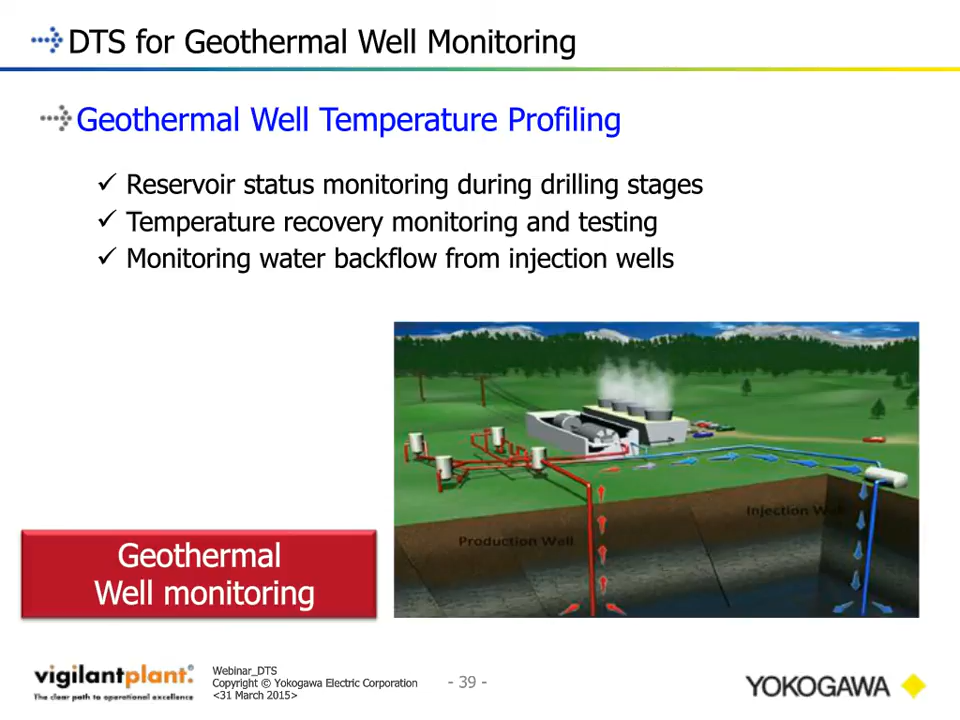 DTS for Geothermal Well Monitoring
Geothermal Well Temperature Profiling
✓ Reservoir status monitoring during drilling stages
✓ Temperature recovery monitoring and testing
✓ Monitoring water backflow from injection wells
Injection Well
Production Well
Geothermal
Well monitoring
vigilantplant.®
The clear path to operational excellence
Webinar_DTS
Copyright © Yokogawa Electric Corporation
<31 March 2015>
- 39 -
YOKOGAWA